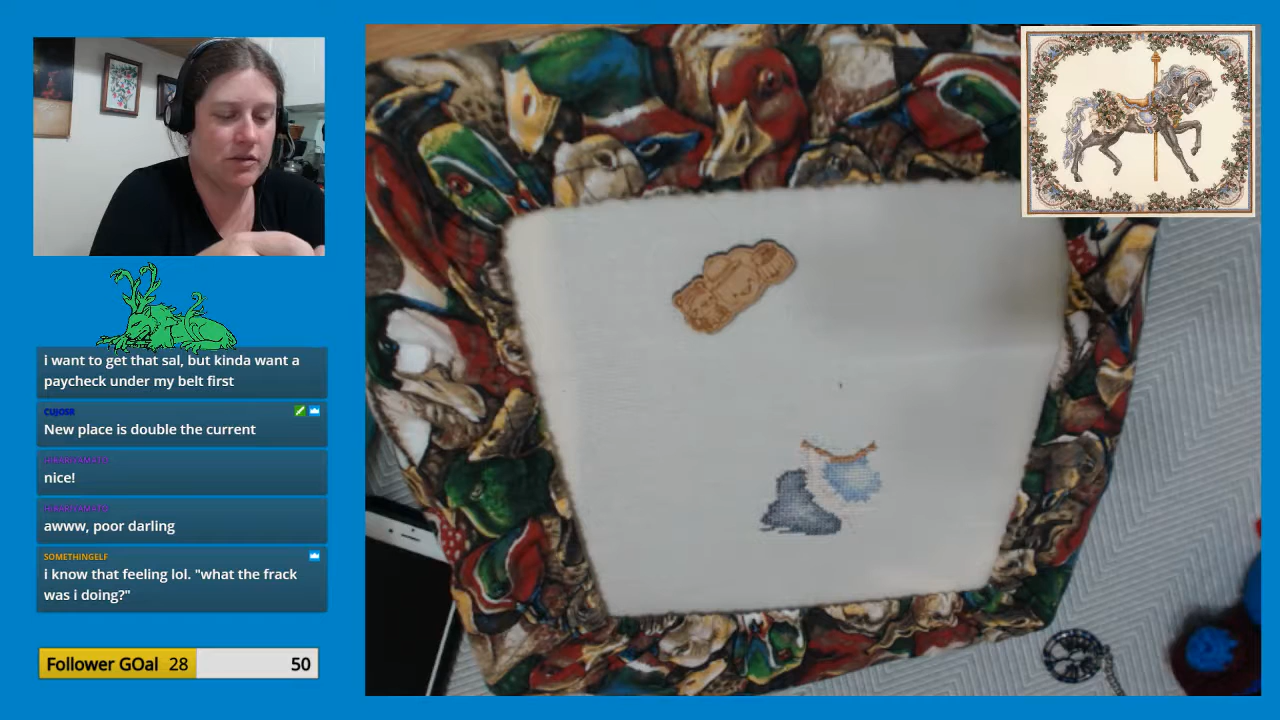 i want to get that sal, but kinda want a
paycheck under my belt first
CUJOSR
New place is double the current
nice!
awww, poor darling
SOMETHINGELF
i know that feeling lol. "what the frack
was i doing?"
Follower GOal 28 50